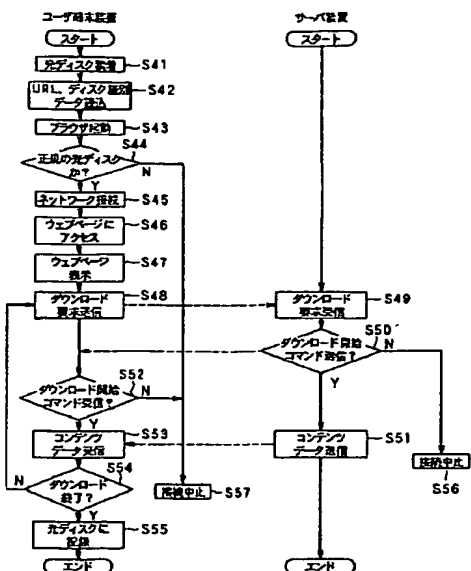 ユーザ端末装置
サーバ装置
スタート
スタート
光ディスク装着
S41
URL、ディスク識別
データ読込
S42
ブラウザ起動
S43
S44
正規の光ディスク
か？
N
Y
ネットワーク接続
S45
ウェブページに
アクセス
S46
ウェブページ
表示
S47
ダウンロード
要求送信
S48
ダウンロード
要求受信
S49
S50
ダウンロード開始
コマンド送信？
N
Y
S52
ダウンロード開始
コマンド受信？
N
Y
コンテンツ
データ受信
S53
コンテンツ
データ送信
S51
S54
N
ダウンロード
終了？
Y
接続中止
S57
接続中止
S56
光ディスクに
記録
S55
エンド
エンド